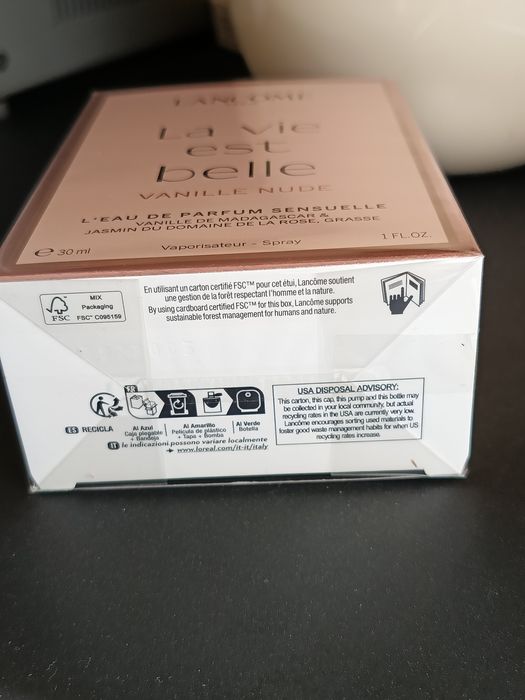 LANCÔME
La vie
est
belle
VANILLE NUDE
L'EAU DE PARFUM SENSUELLE
VANILLE DE MADAGASCAR &
JASMIN DU DOMAINE DE LA ROSE, GRASSE
e 30 ml
Vaporisateur - Spray
1 FL.OZ.
FSC
MIX
Packaging
FSC™ C095159
En utilisant un carton certifié FSC™ pour cet étui, Lancôme soutient
une gestion de la forêt respectant l'homme et la nature.
By using cardboard certified FSC™ for this box, Lancôme supports
sustainable forest management for humans and nature.
ES RECICLA
Al Azul
Caja plegable
+ Bandeja
Al Amarillo
Película de plástico
+ Tapa + Bomba
Al Verde
Botella
IT le indicazioni possono variare localmente
www.loreal.com/it-it/italy
USA DISPOSAL ADVISORY:
This carton, this cap, this pump and this bottle may
be collected in your local community, but actual
recycling rates in the USA are currently very low.
Lancôme encourages sorting used materials to
foster good waste management habits for when US
recycling rates increase.